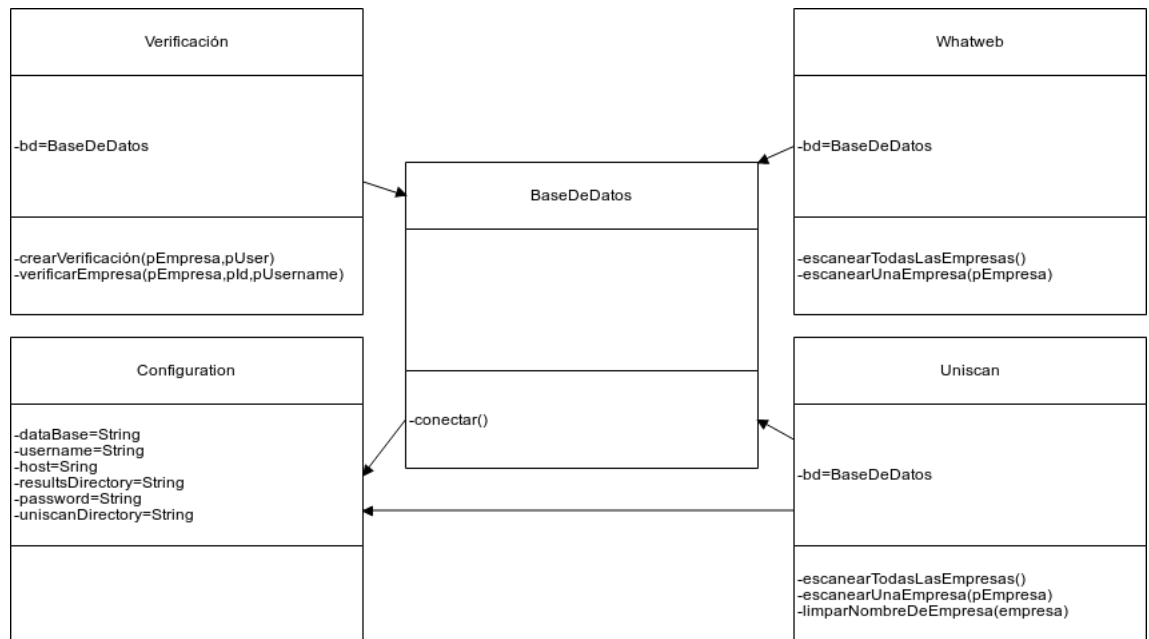 Verificación
-bd=BaseDeDatos
-crearVerificación(pEmpresa,pUser)
-verificarEmpresa(pEmpresa,pId,pUsername)
Whatweb
-bd=BaseDeDatos
-escanearTodasLasEmpresas()
-escanearUnaEmpresa(pEmpresa)
BaseDeDatos
-conectar()
Configuration
-dataBase=String
-username=String
-host=Sring
-resultsDirectory=String
-password=String
-uniscanDirectory=String
Uniscan
-bd=BaseDeDatos
-escanearTodasLasEmpresas()
-escanearUnaEmpresa(pEmpresa)
-limparNombreDeEmpresa(empresa)